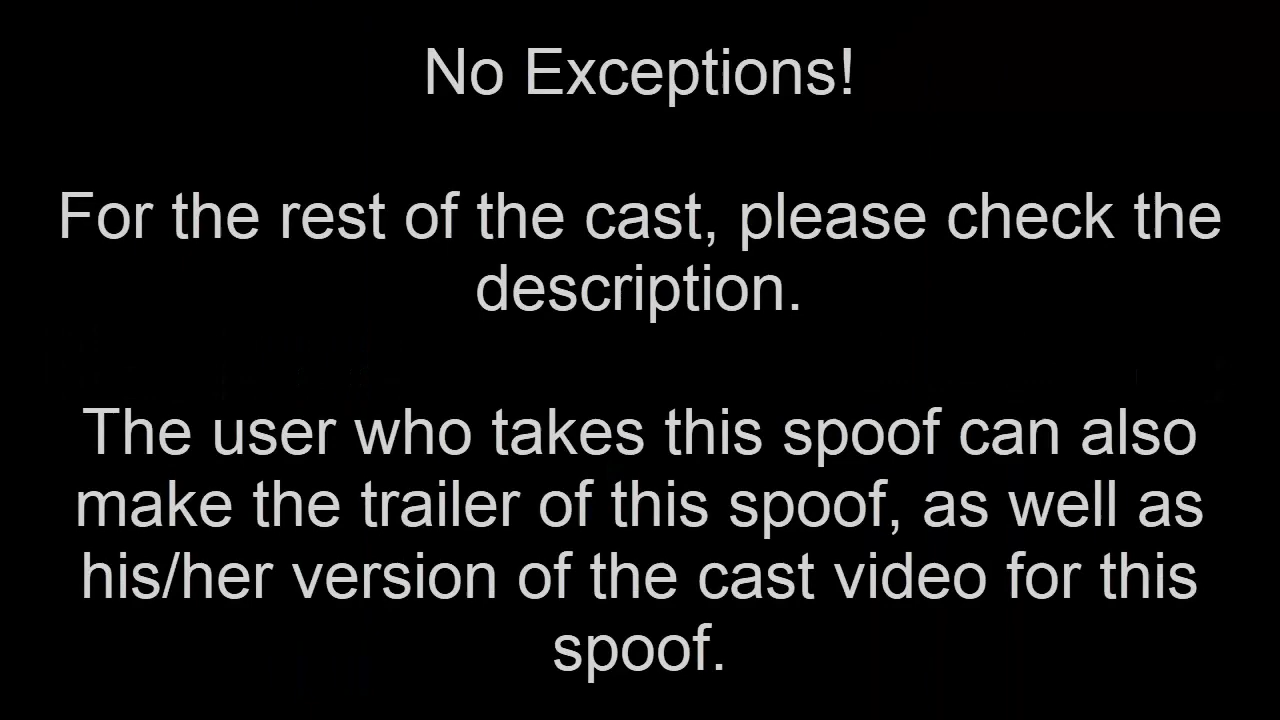 No Exceptions!
For the rest of the cast, please check the
description.
The user who takes this spoof can also
make the trailer of this spoof, as well as
his/her version of the cast video for this
spoof.